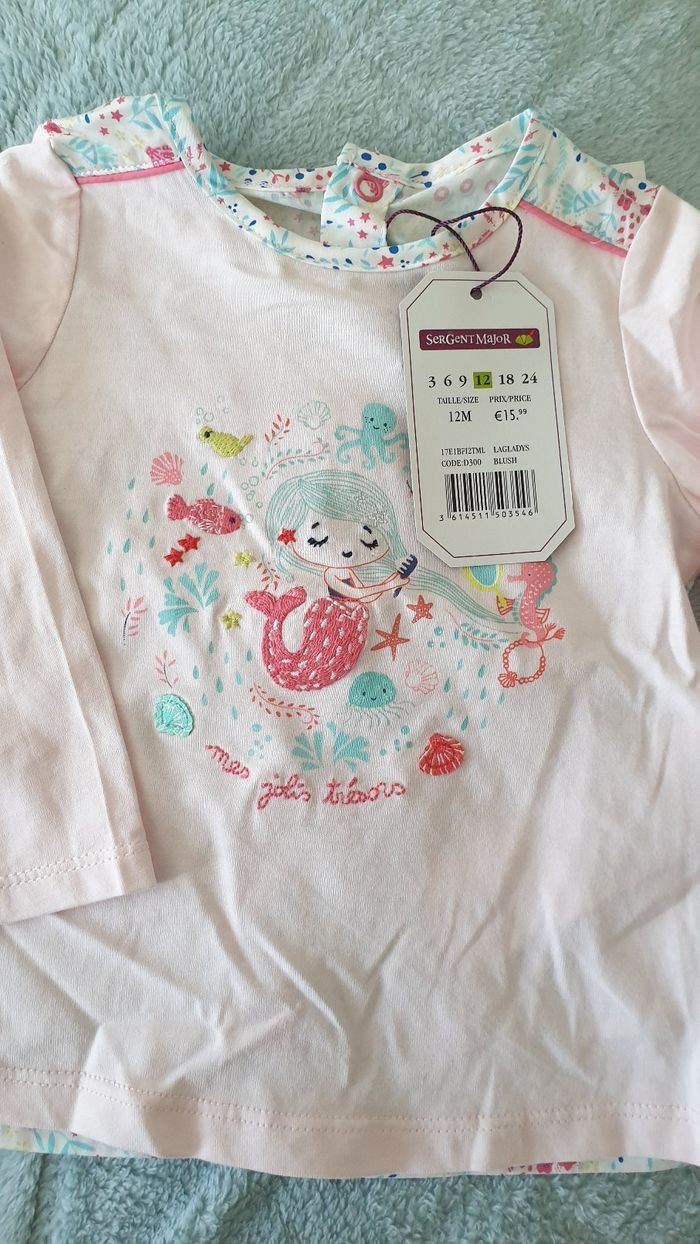 SERGENT MAJOR
3 6 9 12 18 24
TAILLE/SIZE PRIX/PRICE
12M €15.99
17E1BFI2TML LAGLADYS
CODE:D300 BLUSH
3 614511 503546
mes jolis trésors